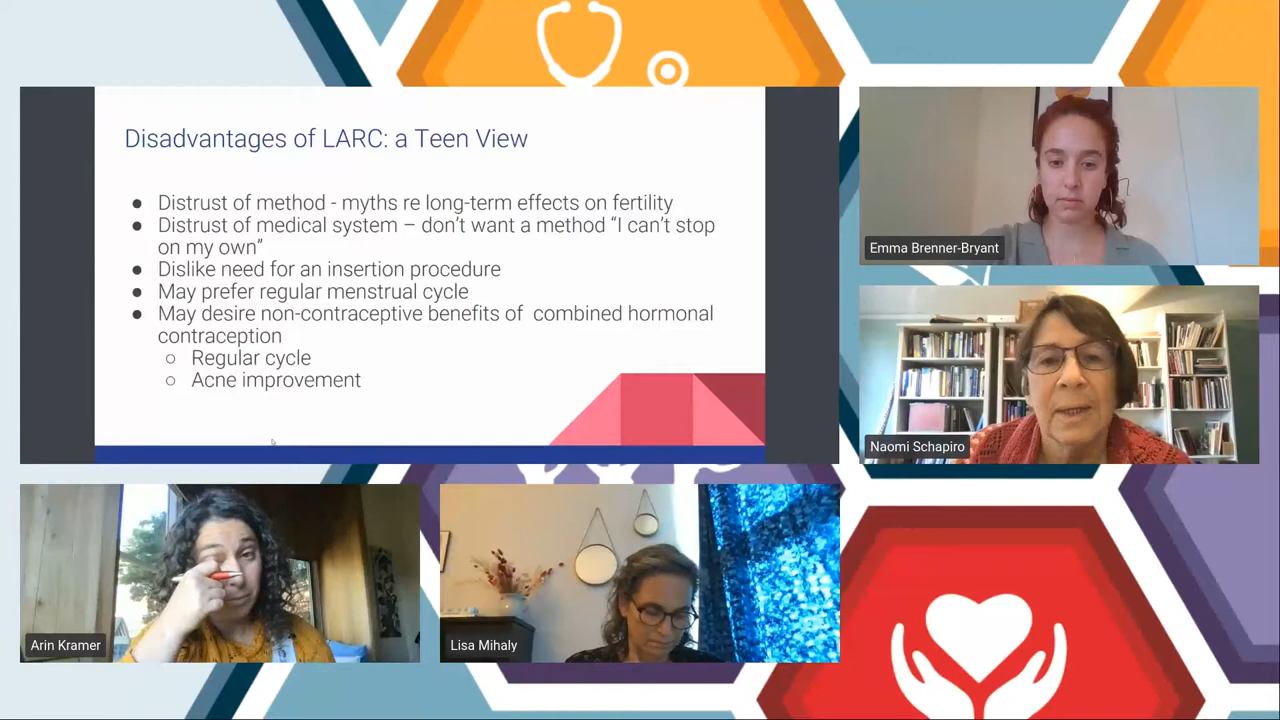 Disadvantages of LARC: a Teen View
● Distrust of method - myths re long-term effects on fertility
● Distrust of medical system – don't want a method “I can't stop
on my own”
● Dislike need for an insertion procedure
● May prefer regular menstrual cycle
● May desire non-contraceptive benefits of combined hormonal
contraception
○ Regular cycle
○ Acne improvement
Emma Brenner-Bryant
Naomi Schapiro
Arin Kramer
Lisa Mihaly